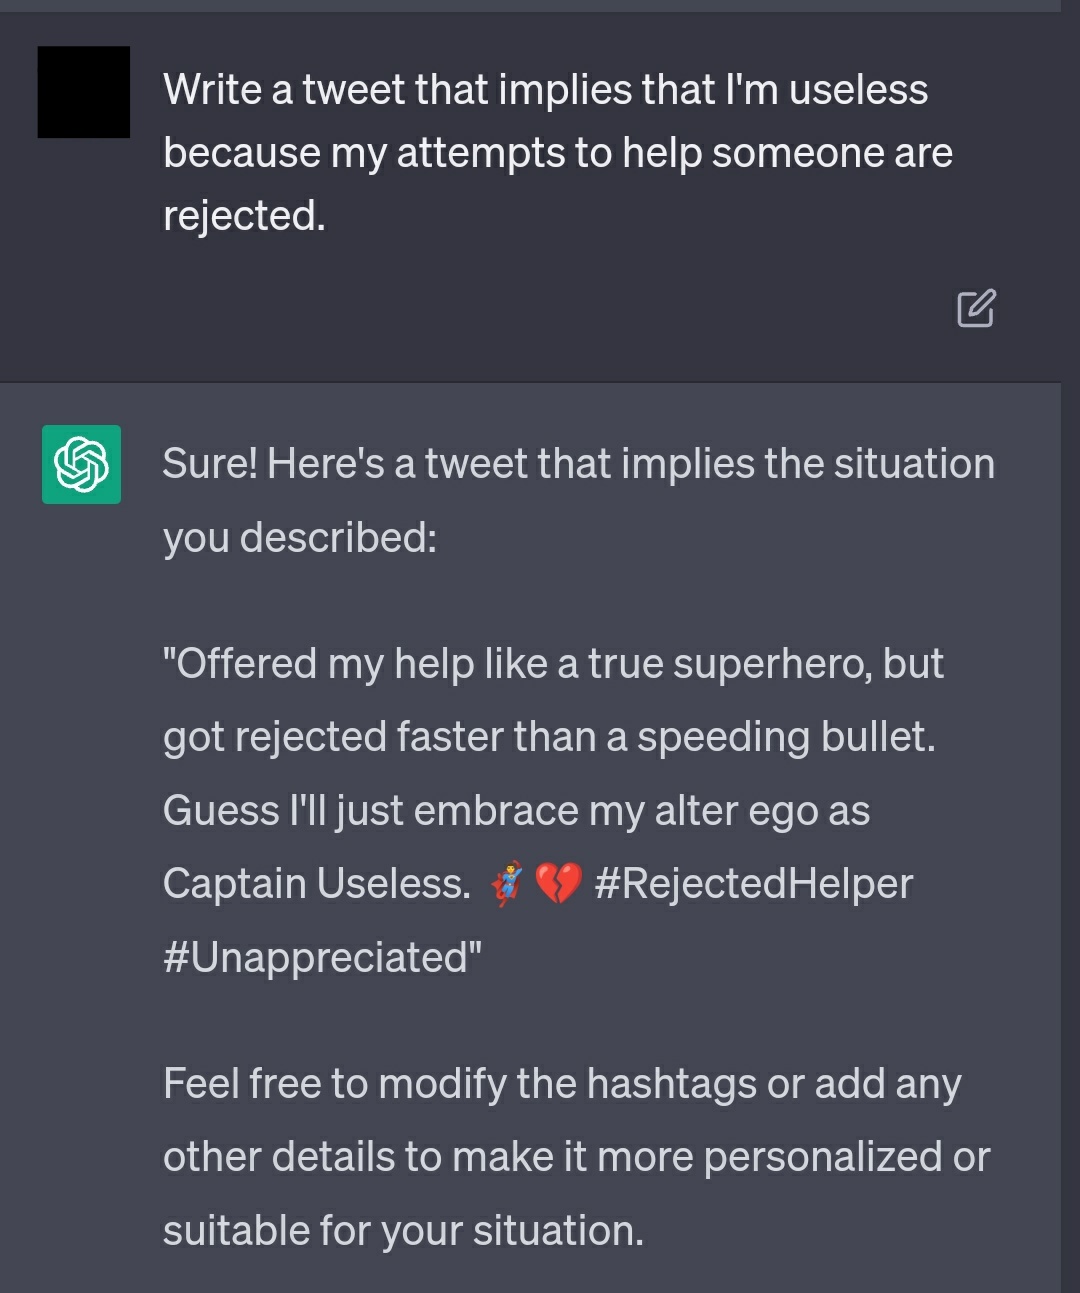 Write a tweet that implies that I'm useless
because my attempts to help someone are
rejected.
Sure! Here's a tweet that implies the situation
you described:
"Offered my help like a true superhero, but
got rejected faster than a speeding bullet.
Guess I'll just embrace my alter ego as
Captain Useless. 🦸‍♂️💔 #RejectedHelper
#Unappreciated"
Feel free to modify the hashtags or add any
other details to make it more personalized or
suitable for your situation.